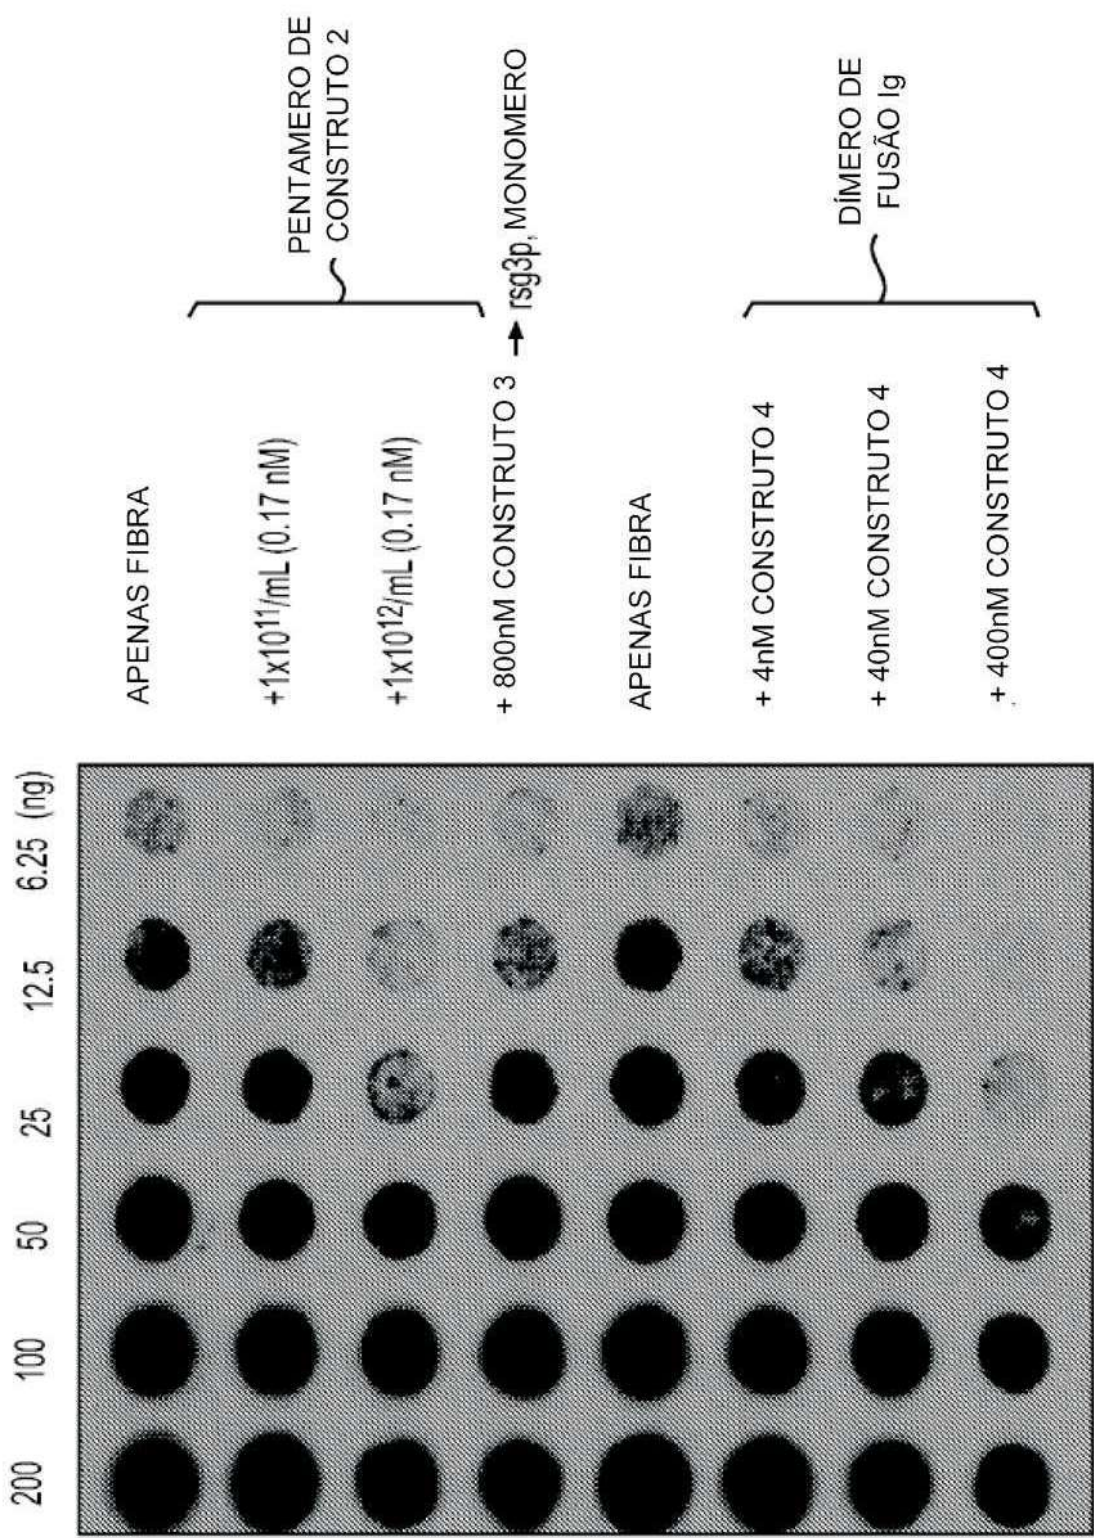 200 100 50 25 12.5 6.25 (ng)
APENAS FIBRA
+1x10¹¹/mL (0.17 nM)
+1x10¹²/mL (0.17 nM)
PENTAMERO DE
CONSTRUTO 2
+ 800nM CONSTRUTO 3 → rsg3p, MONOMERO
APENAS FIBRA
+ 4nM CONSTRUTO 4
+ 40nM CONSTRUTO 4
+ 400nM CONSTRUTO 4
DÍMERO DE
FUSÃO Ig